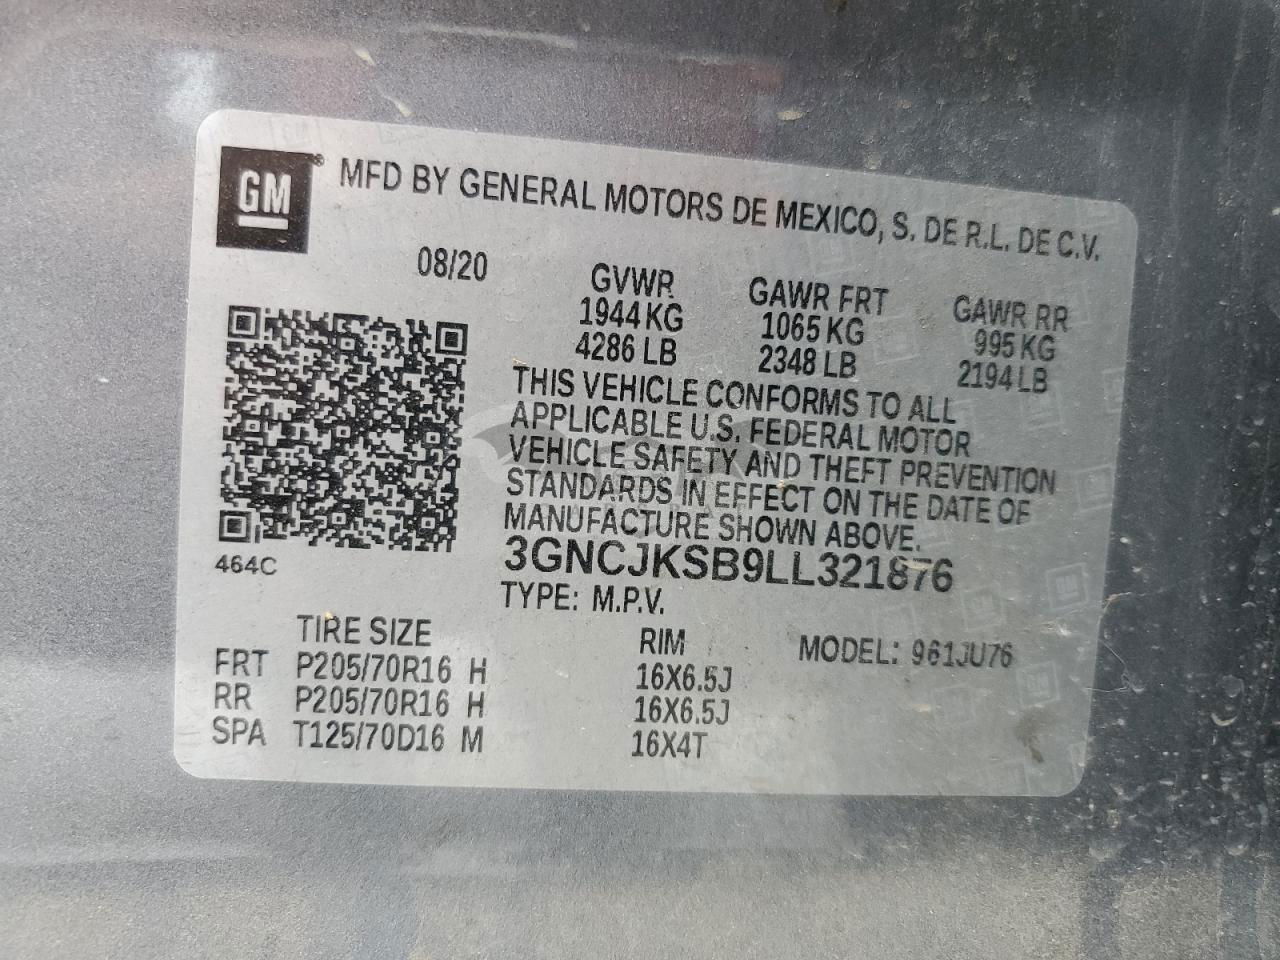 GM® MFD BY GENERAL MOTORS DE MEXICO, S. DE R.L. DE C.V.
08/20
GVWR GAWR FRT GAWR RR
1944 KG 1065 KG 995 KG
4286 LB 2348 LB 2194 LB
THIS VEHICLE CONFORMS TO ALL
APPLICABLE U.S. FEDERAL MOTOR
VEHICLE SAFETY AND THEFT PREVENTION
STANDARDS IN EFFECT ON THE DATE OF
MANUFACTURE SHOWN ABOVE.
464C
3GNCJKSB9LL321876
TYPE: M.P.V.
TIRE SIZE RIM MODEL: 961JU76
FRT P205/70R16 H 16X6.5J
RR P205/70R16 H 16X6.5J
SPA T125/70D16 M 16X4T